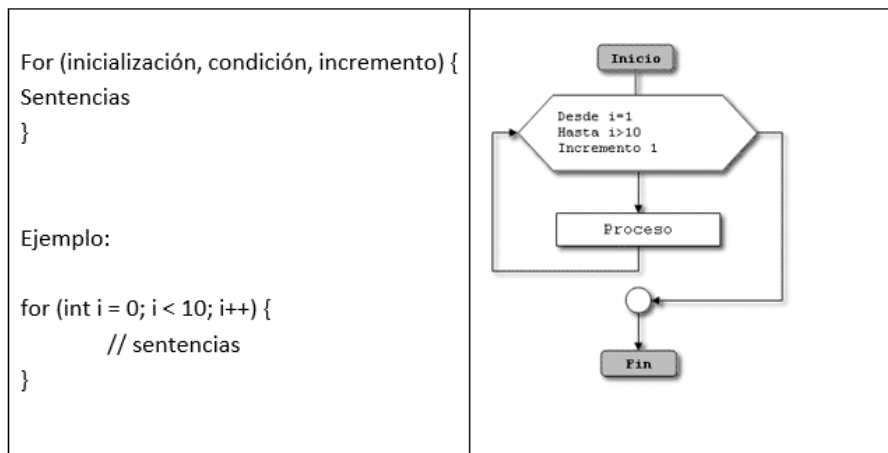 For (inicialización, condición, incremento) {
Sentencias
}
Ejemplo:
for (int i = 0; i < 10; i++) {
// sentencias
}
Inicio
Desde i=1
Hasta i>10
Incremento 1
Proceso
Fin